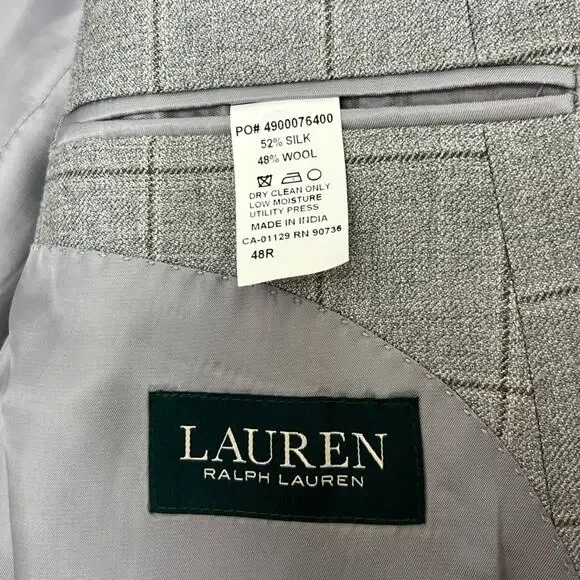 PO# 4900076400
52% SILK
48% WOOL
DRY CLEAN ONLY
LOW MOISTURE
UTILITY PRESS
MADE IN INDIA
CA-01129 RN 90736
48R
LAUREN
RALPH LAUREN